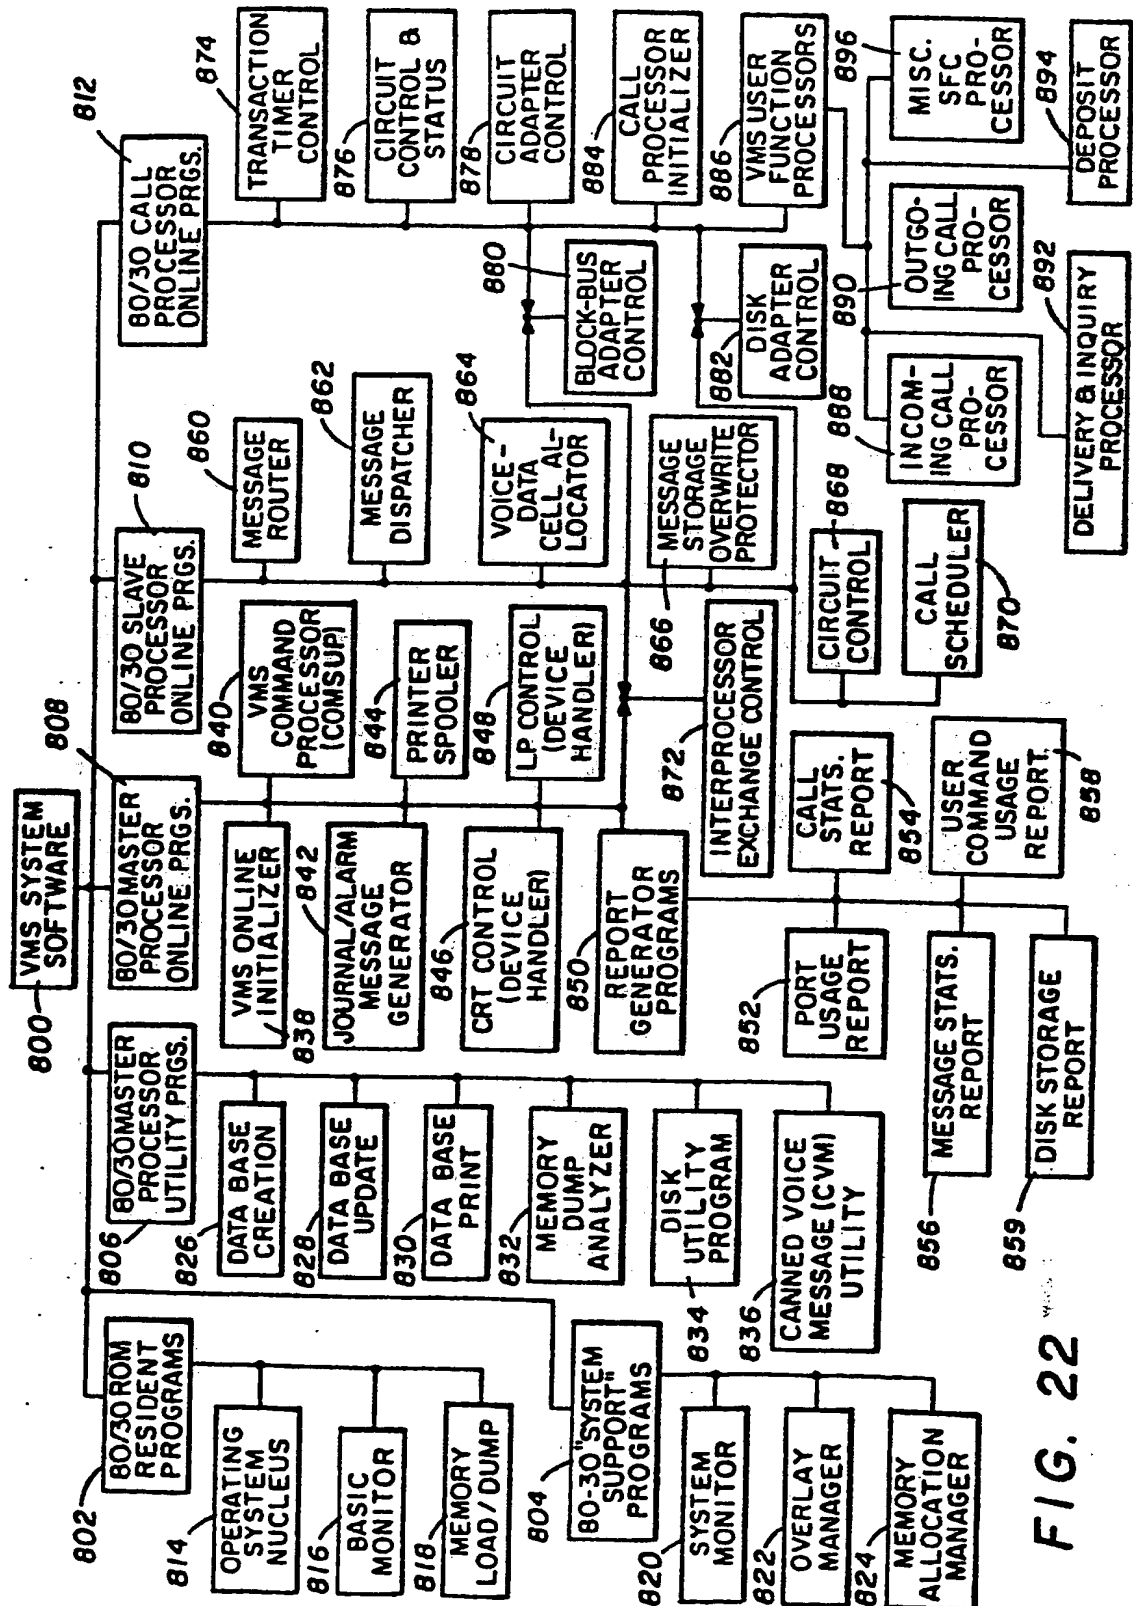 800
VMS SYSTEM
SOFTWARE
802
80/30 ROM
RESIDENT
PROGRAMS
814
OPERATING
SYSTEM
NUCLEUS
816
BASIC
MONITOR
818
MEMORY
LOAD/DUMP
804
80-30 "SYSTEM
SUPPORT"
PROGRAMS
820
SYSTEM
MONITOR
822
OVERLAY
MANAGER
824
MEMORY
ALLOCATION
MANAGER
806
80/30 MASTER
PROCESSOR
UTILITY PRGS.
826
DATA BASE
CREATION
828
DATA BASE
UPDATE
830
DATA BASE
PRINT
832
MEMORY
DUMP
ANALYZER
834
DISK
UTILITY
PROGRAM
836
CANNED VOICE
MESSAGE (CVM)
UTILITY
808
80/30 MASTER
PROCESSOR
ONLINE PRGS.
838
VMS ONLINE
INITIALIZER
840
VMS
COMMAND
PROCESSOR
(COMSUP)
842
JOURNAL/ALARM
MESSAGE
GENERATOR
844
PRINTER
SPOOLER
846
CRT CONTROL
(DEVICE
HANDLER)
848
LP CONTROL
(DEVICE
HANDLER)
850
REPORT
GENERATOR
PROGRAMS
852
PORT
USAGE
REPORT
854
CALL
STATS.
REPORT
856
MESSAGE STATS.
REPORT
858
USER
COMMAND
USAGE
REPORT.
859
DISK STORAGE
REPORT
810
80/30 SLAVE
PROCESSOR
ONLINE PRGS.
860
MESSAGE
ROUTER
862
MESSAGE
DISPATCHER
864
VOICE-
DATA
CELL AL-
LOCATOR
866
MESSAGE
STORAGE
OVERWRITE
PROTECTOR
868
CIRCUIT
CONTROL
870
CALL
SCHEDULER
872
INTERPROCESSOR
EXCHANGE CONTROL
812
80/30 CALL
PROCESSOR
ONLINE PRGS.
874
TRANSACTION
TIMER
CONTROL
876
CIRCUIT
CONTROL &
STATUS
878
CIRCUIT
ADAPTER
CONTROL
880
BLOCK-BUS
ADAPTER
CONTROL
882
DISK
ADAPTER
CONTROL
884
CALL
PROCESSOR
INITIALIZER
886
VMS USER
FUNCTION
PROCESSORS
888
INCOM-
ING CALL
PRO-
CESSOR
890
OUTGO-
ING CALL
PRO-
CESSOR
892
DELIVERY & INQUIRY
PROCESSOR
894
DEPOSIT
PROCESSOR
896
MISC.
SFC
PRO-
CESSOR
FIG. 22